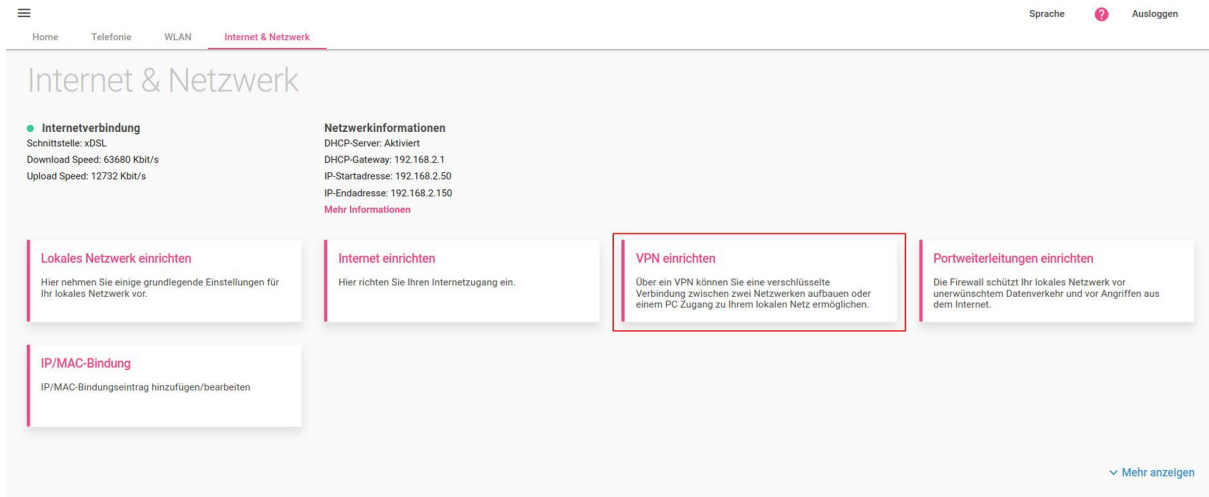 Sprache ? Ausloggen
Home Telefonie WLAN Internet & Netzwerk
Internet & Netzwerk
Internetverbindung
Schnittstelle: xDSL
Download Speed: 63680 Kbit/s
Upload Speed: 12732 Kbit/s
Netzwerkinformationen
DHCP-Server: Aktiviert
DHCP-Gateway: 192.168.2.1
IP-Startadresse: 192.168.2.50
IP-Endadresse: 192.168.2.150
Mehr Informationen
Lokales Netzwerk einrichten
Hier nehmen Sie einige grundlegende Einstellungen für
Ihr lokales Netzwerk vor.
Internet einrichten
Hier richten Sie Ihren Internetzugang ein.
VPN einrichten
Über ein VPN können Sie eine verschlüsselte
Verbindung zwischen zwei Netzwerken aufbauen oder
einem PC Zugang zu Ihrem lokalen Netz ermöglichen.
Portweiterleitungen einrichten
Die Firewall schützt Ihr lokales Netzwerk vor
unerwünschtem Datenverkehr und vor Angriffen aus
dem Internet.
IP/MAC-Bindung
IP/MAC-Bindungseintrag hinzufügen/bearbeiten
Mehr anzeigen